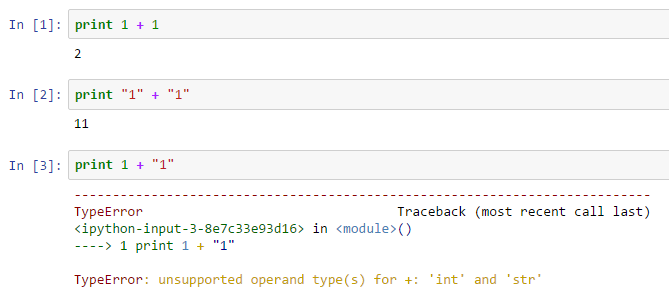 In [1]: print 1 + 1
2
In [2]: print "1" + "1"
11
In [3]: print 1 + "1"
---------------------------------------------------------------------------
TypeError                                 Traceback (most recent call last)
<ipython-input-3-8e7c33e93d16> in <module>()
----> 1 print 1 + "1"
TypeError: unsupported operand type(s) for +: 'int' and 'str'